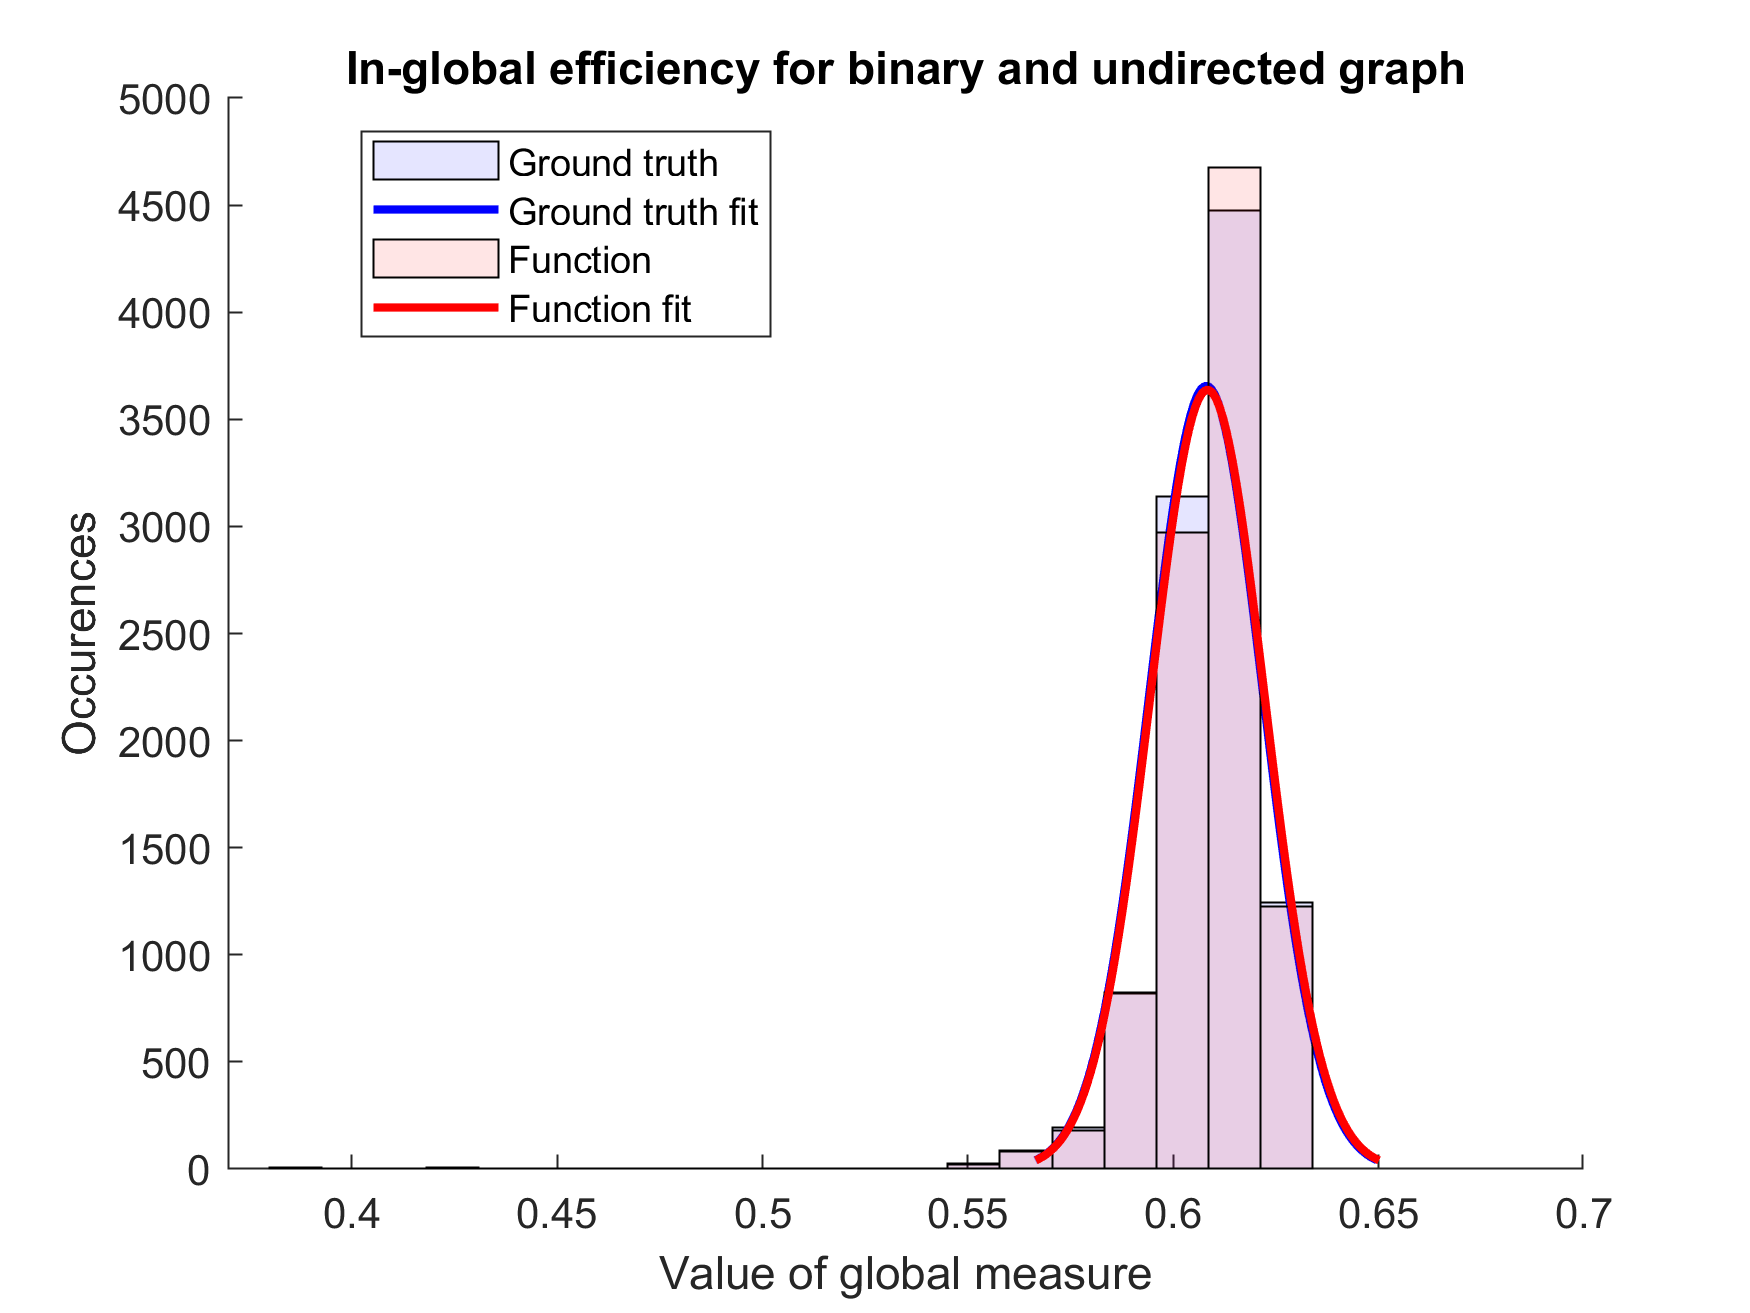 In-global efficiency for binary and undirected graph
5000
4500
4000
3500
3000
2500
2000
1500
1000
500
0
Ground truth
Ground truth fit
Function
Function fit
Occurences
0.4 0.45 0.5 0.55 0.6 0.65 0.7
Value of global measure